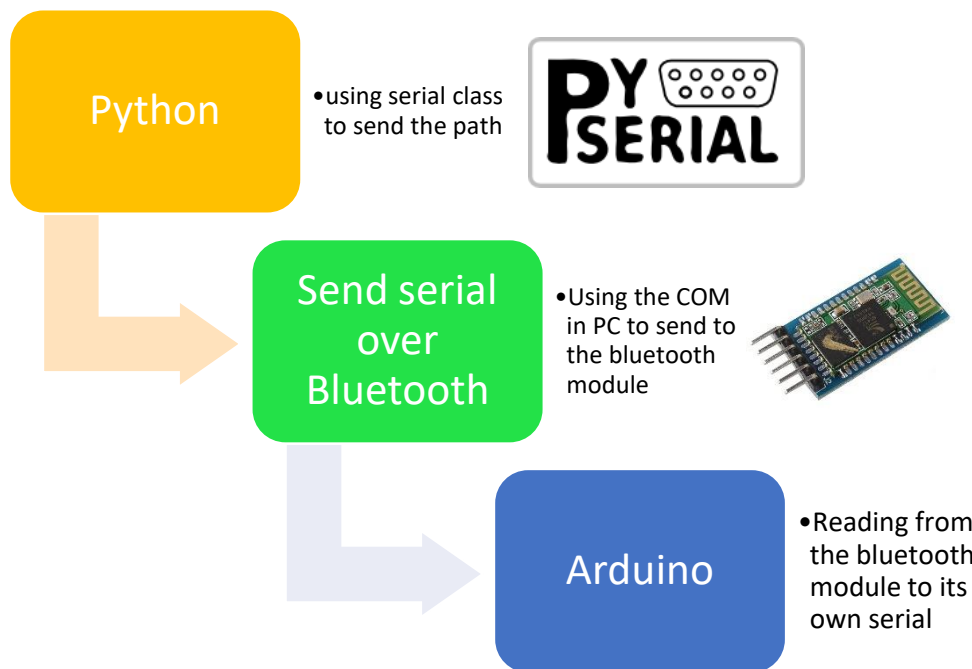 Python
•using serial class
to send the path
PY
SERIAL
Send serial
over
Bluetooth
•Using the COM
in PC to send to
the bluetooth
module
Arduino
•Reading from
the bluetooth
module to its
own serial